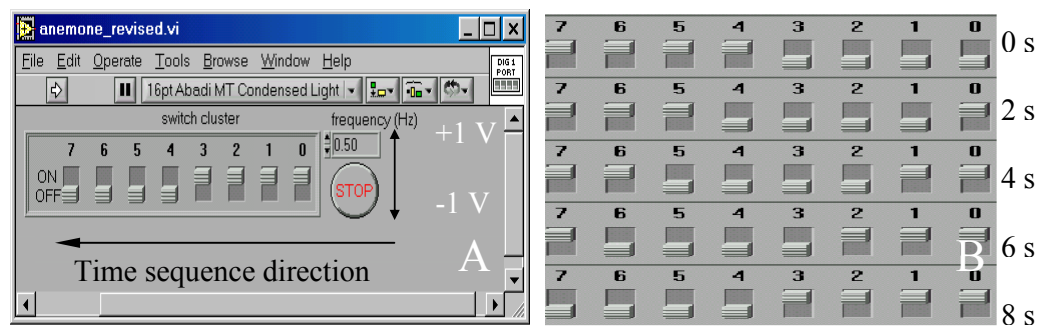 anemone_revised.vi
File Edit Operate Tools Browse Window Help
DIG 1
PORT
16pt Abadi MT Condensed Light
switch cluster
frequency (Hz)
+1 V
7 6 5 4 3 2 1 0
0.50
ON
OFF
STOP
-1 V
Time sequence direction
A
7 6 5 4 3 2 1 0
0 s
7 6 5 4 3 2 1 0
2 s
7 6 5 4 3 2 1 0
4 s
7 6 5 4 3 2 1 0
6 s
B
7 6 5 4 3 2 1 0
8 s